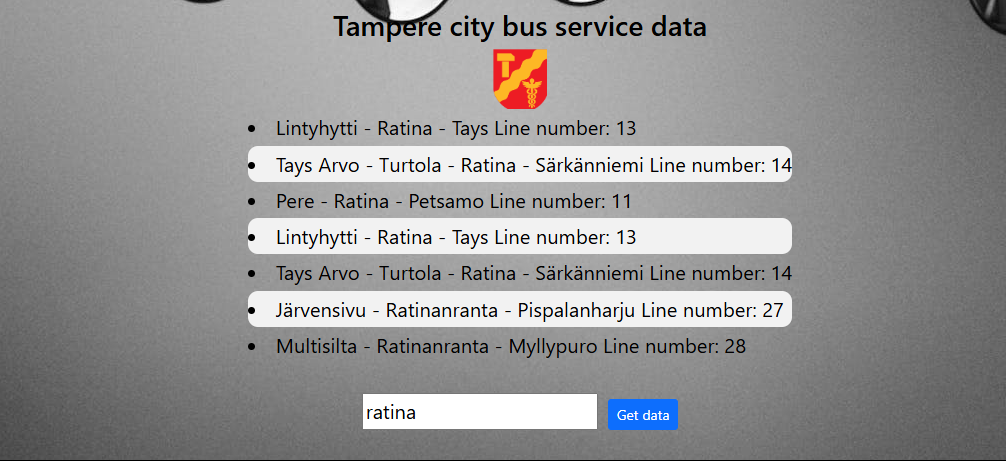 Tampere city bus service data
T
Lintyhytti - Ratina - Tays Line number: 13
Tays Arvo - Turtola - Ratina - Särkänniemi Line number: 14
Pere - Ratina - Petsamo Line number: 11
Lintyhytti - Ratina - Tays Line number: 13
Tays Arvo - Turtola - Ratina - Särkänniemi Line number: 14
Järvensivu - Ratinanranta - Pispalanharju Line number: 27
Multisilta - Ratinanranta - Myllypuro Line number: 28
ratina
Get data